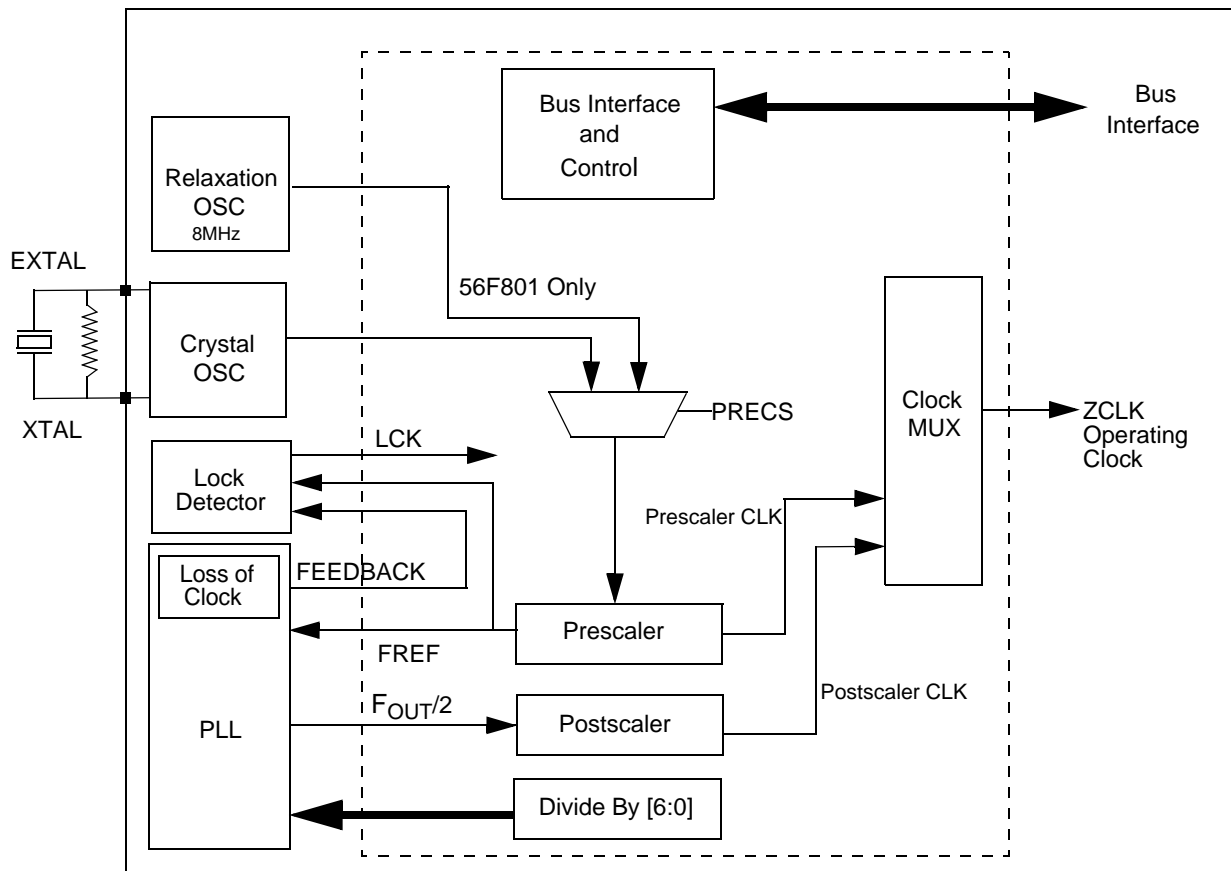 Bus Interface
and
Control
Bus
Interface
Relaxation
OSC
8MHz
EXTAL
56F801 Only
Crystal
OSC
XTAL
PRECS
Clock
MUX
ZCLK
Operating
Clock
LCK
Lock
Detector
Prescaler CLK
Loss of
Clock
FEEDBACK
Prescaler
FREF
Postscaler CLK
FOUT/2
PLL
Postscaler
Divide By [6:0]